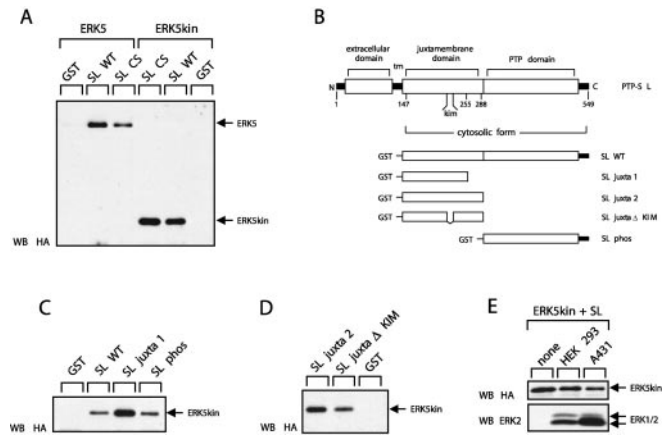 A
ERK5 ERK5kin
GST SL WT SL CS SL CS SL WT GST
ERK5
ERK5kin
WB HA
B
extracellular domain
tm
juxtamembrane domain
PTP domain
N C PTP-S L
1 147 255 288 549
kim
cytosolic form
GST SL WT
GST SL juxta 1
GST SL juxta 2
GST SL juxta Δ KIM
GST SL phos
C
GST SL WT SL juxta 1 SL phos
ERK5kin
WB HA
D
SL juxta 2 SL juxta Δ KIM GST
ERK5kin
WB HA
E
ERK5kin + SL
none HEK 293 A431
WB HA ERK5kin
WB ERK2 ERK1/2